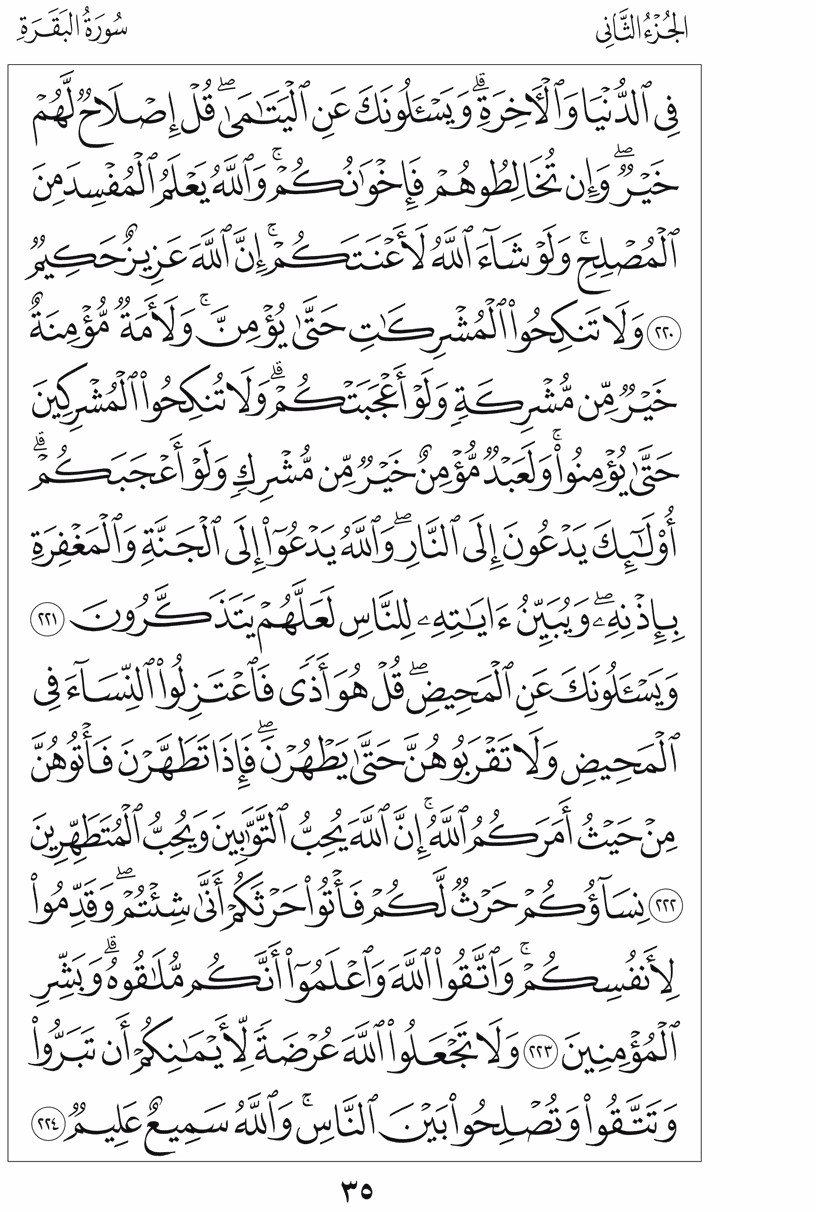 الجُزْءُ الثَّانِي
سُورَةُ البَقَرَةِ
فِى ٱلدُّنْيَا وَٱلْـَٔاخِرَةِ ۗ وَيَسْـَٔلُونَكَ عَنِ ٱلْيَتَـٰمَىٰ ۖ قُلْ إِصْلَاحٌ لَّهُمْ
خَيْرٌ ۖ وَإِن تُخَالِطُوهُمْ فَإِخْوَٰنُكُمْ ۚ وَٱللَّهُ يَعْلَمُ ٱلْمُفْسِدَ مِنَ
ٱلْمُصْلِحِ ۚ وَلَوْ شَآءَ ٱللَّهُ لَأَعْنَتَكُمْ ۚ إِنَّ ٱللَّهَ عَزِيزٌ حَكِيمٌ
٢٢٠ وَلَا تَنكِحُوا۟ ٱلْمُشْرِكَـٰتِ حَتَّىٰ يُؤْمِنَّ ۚ وَلَأَمَةٌ مُّؤْمِنَةٌ
خَيْرٌ مِّن مُّشْرِكَةٍ وَلَوْ أَعْجَبَتْكُمْ ۗ وَلَا تُنكِحُوا۟ ٱلْمُشْرِكِينَ
حَتَّىٰ يُؤْمِنُوا۟ ۚ وَلَعَبْدٌ مُّؤْمِنٌ خَيْرٌ مِّن مُّشْرِكٍ وَلَوْ أَعْجَبَكُمْ ۗ
أُو۟لَـٰٓئِكَ يَدْعُونَ إِلَى ٱلنَّارِ ۖ وَٱللَّهُ يَدْعُوٓا۟ إِلَى ٱلْجَنَّةِ وَٱلْمَغْفِرَةِ
بِإِذْنِهِۦ ۖ وَيُبَيِّنُ ءَايَـٰتِهِۦ لِلنَّاسِ لَعَلَّهُمْ يَتَذَكَّرُونَ ٢٢١
وَيَسْـَٔلُونَكَ عَنِ ٱلْمَحِيضِ ۖ قُلْ هُوَ أَذًى فَٱعْتَزِلُوا۟ ٱلنِّسَآءَ فِى
ٱلْمَحِيضِ وَلَا تَقْرَبُوهُنَّ حَتَّىٰ يَطْهُرْنَ ۖ فَإِذَا تَطَهَّرْنَ فَأْتُوهُنَّ
مِنْ حَيْثُ أَمَرَكُمُ ٱللَّهُ ۚ إِنَّ ٱللَّهَ يُحِبُّ ٱلتَّوَّٰبِينَ وَيُحِبُّ ٱلْمُتَطَهِّرِينَ
٢٢٢ نِسَآؤُكُمْ حَرْثٌ لَّكُمْ فَأْتُوا۟ حَرْثَكُمْ أَنَّىٰ شِئْتُمْ ۖ وَقَدِّمُوا۟
لِأَنفُسِكُمْ ۚ وَٱتَّقُوا۟ ٱللَّهَ وَٱعْلَمُوٓا۟ أَنَّكُم مُّلَـٰقُوهُ ۗ وَبَشِّرِ
ٱلْمُؤْمِنِينَ ٢٢٣ وَلَا تَجْعَلُوا۟ ٱللَّهَ عُرْضَةً لِّأَيْمَـٰنِكُمْ أَن تَبَرُّوا۟
وَتَتَّقُوا۟ وَتُصْلِحُوا۟ بَيْنَ ٱلنَّاسِ ۚ وَٱللَّهُ سَمِيعٌ عَلِيمٌ ٢٢٤
٣٥